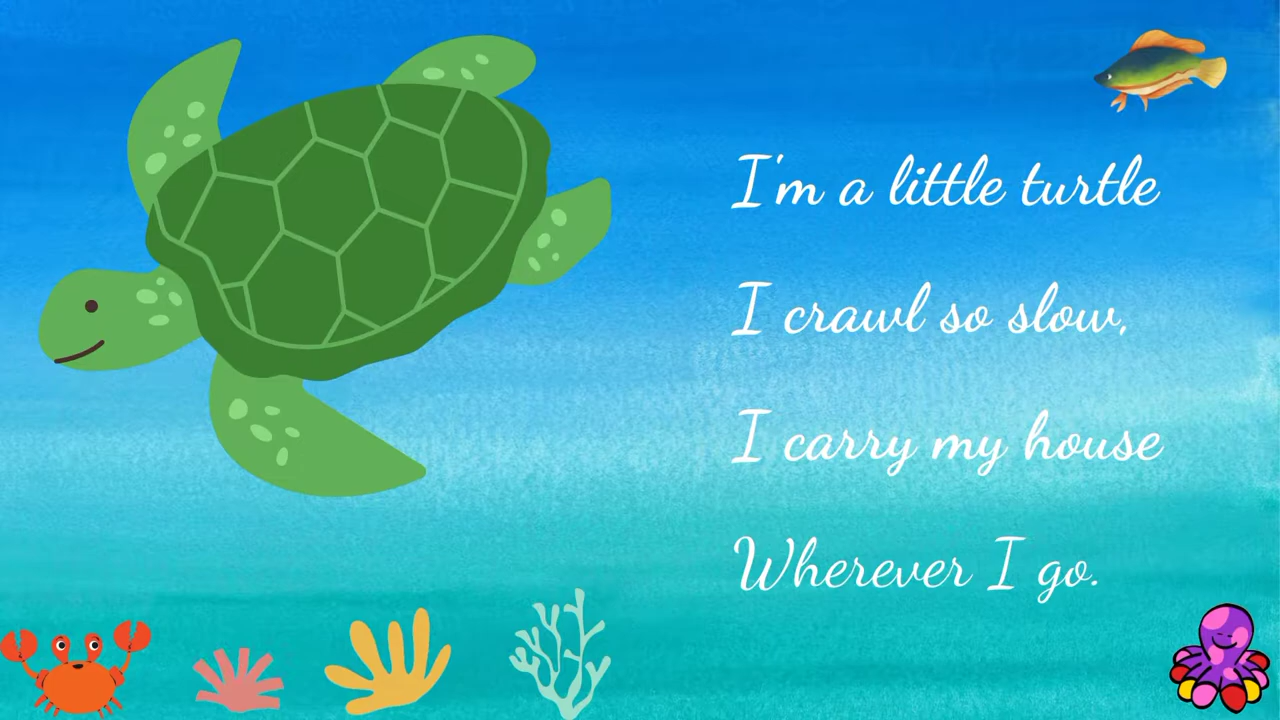 I'm a little turtle
I crawl so slow,
I carry my house
Wherever I go.